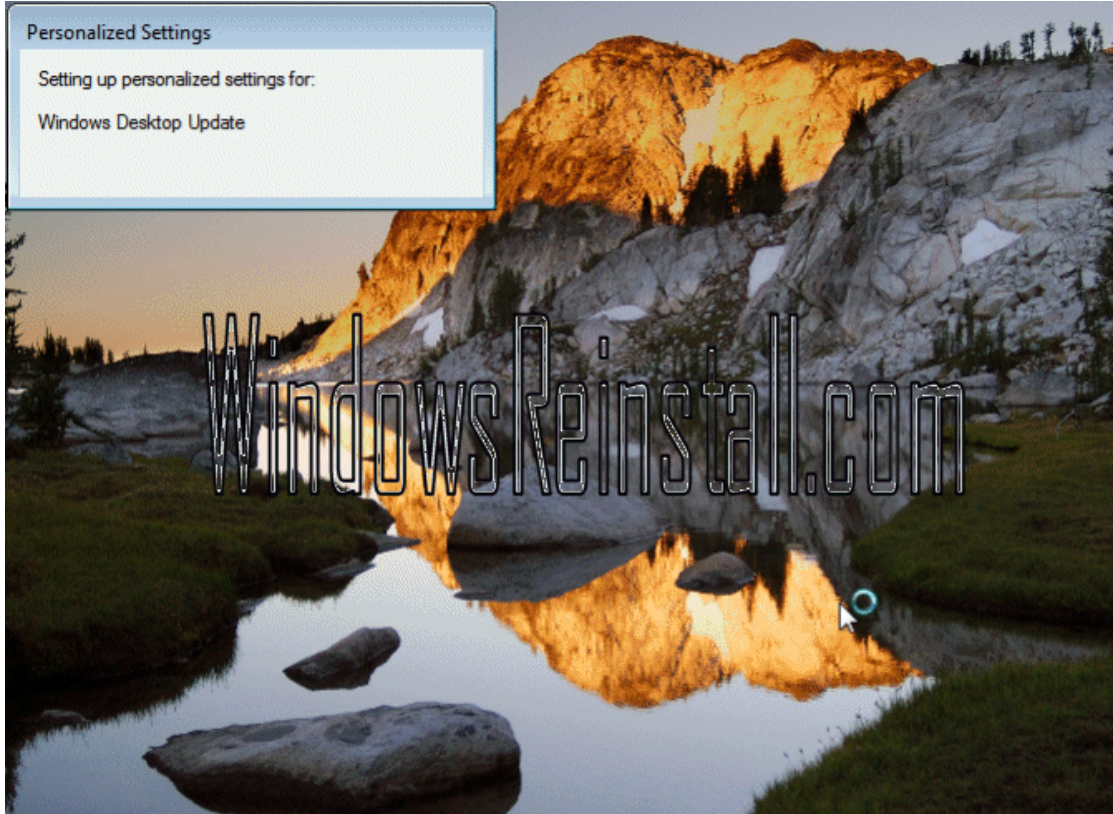 Personalized Settings
Setting up personalized settings for:
Windows Desktop Update
WindowsReinstall.com